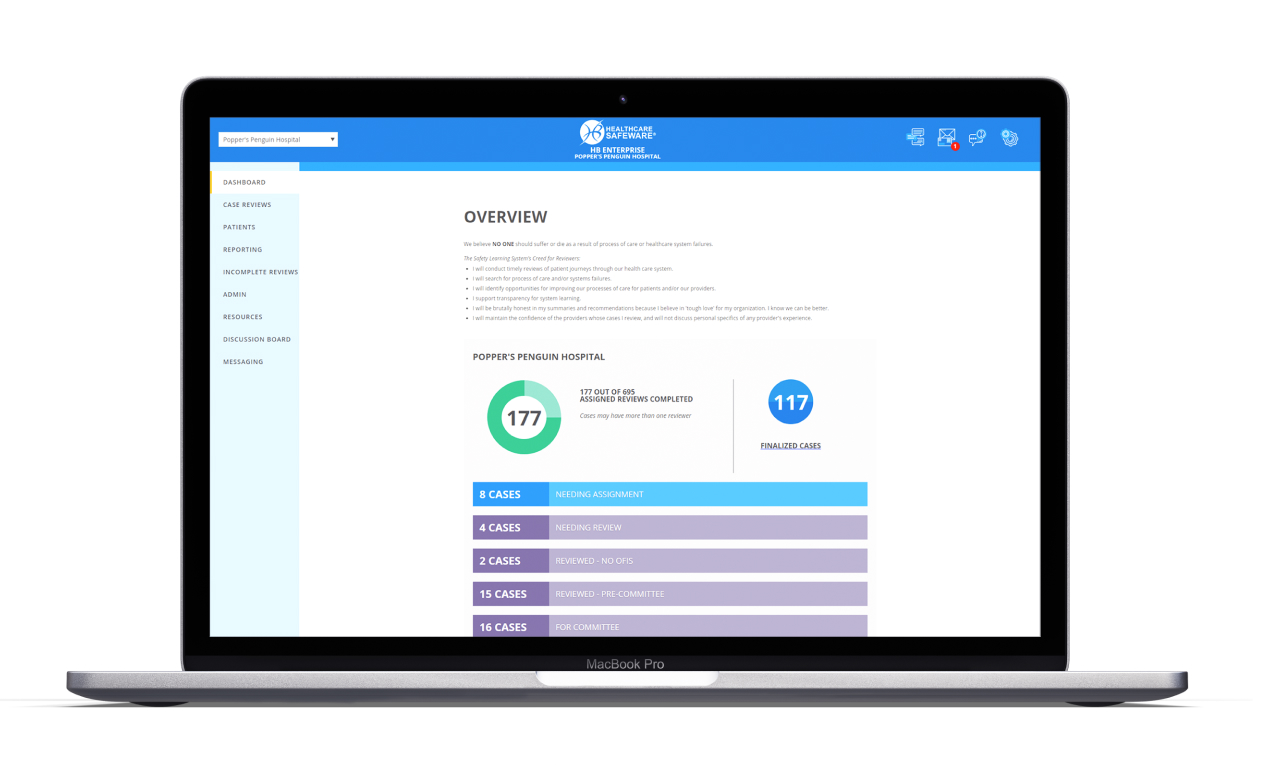 Popper's Penguin Hospital
HEALTHCARE
SAFEWARE®
HB ENTERPRISE
POPPER'S PENGUIN HOSPITAL
1
DASHBOARD
CASE REVIEWS
PATIENTS
REPORTING
INCOMPLETE REVIEWS
ADMIN
RESOURCES
DISCUSSION BOARD
MESSAGING
OVERVIEW
We believe NO ONE should suffer or die as a result of process of care or healthcare system failures.
The Safety Learning System's Creed for Reviewers:
• I will conduct timely reviews of patient journeys through our health care system.
• I will search for process of care and/or systems failures.
• I will identify opportunities for improving our processes of care for patients and/or our providers.
• I support transparency for system learning.
• I will be brutally honest in my summaries and recommendations because I believe in 'tough love' for my organization. I know we can be better.
• I will maintain the confidence of the providers whose cases I review, and will not discuss personal specifics of any provider's experience.
POPPER'S PENGUIN HOSPITAL
177
177 OUT OF 695
ASSIGNED REVIEWS COMPLETED
Cases may have more than one reviewer
117
FINALIZED CASES
8 CASES NEEDING ASSIGNMENT
4 CASES NEEDING REVIEW
2 CASES REVIEWED - NO OFIS
15 CASES REVIEWED - PRE-COMMITTEE
16 CASES FOR COMMITTEE
MacBook Pro